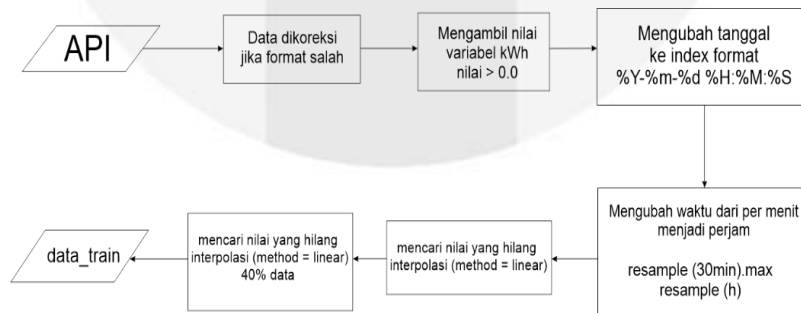 API
Data dikoreksi
jika format salah
Mengambil nilai
variabel kWh
nilai > 0.0
Mengubah tanggal
ke index format
%Y-%m-%d %H:%M:%S
Mengubah waktu dari per menit
menjadi perjam
resample (30min).max
resample (h)
mencari nilai yang hilang
interpolasi (method = linear)
mencari nilai yang hilang
interpolasi (method = linear)
40% data
data_train